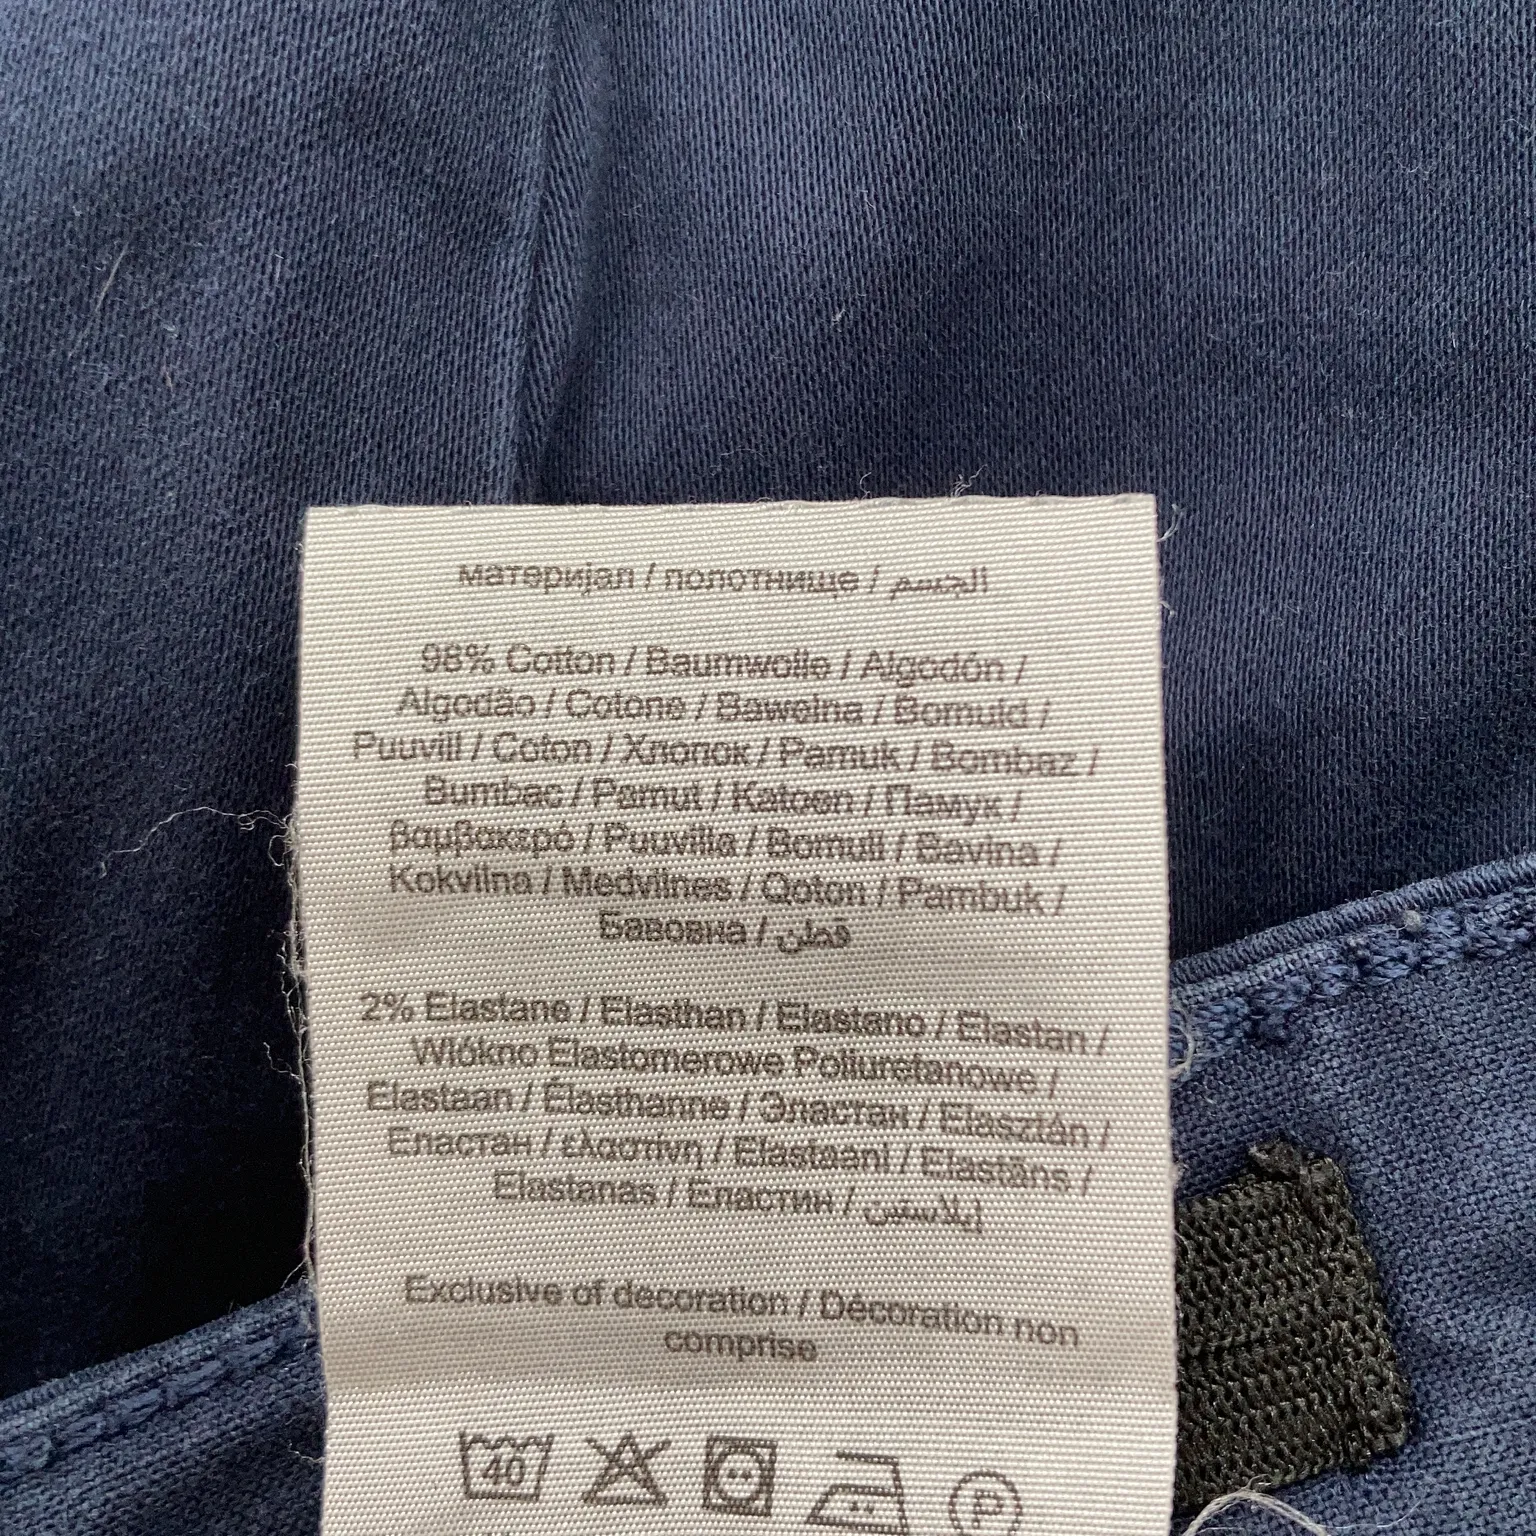 материјал / полотнище / الجسم
98% Cotton / Baumwolle / Algodón /
Algodão / Cotone / Bawełna / Bomuld /
Puuvill / Coton / Хлопок / Pamuk / Bombaz /
Bumbac / Pamut / Katoen / Памук /
βαμβακερό / Puuvilla / Bomull / Bavlna /
Kokvilna / Medvilnes / Qoton / Pambuk /
Бавовна / قطن
2% Elastane / Elasthan / Elastano / Elastan /
Włókno Elastomerowe Poliuretanowe /
Elastaan / Élasthanne / Эластан / Elasztán /
Еластан / ελαστίνη / Elastaani / Elastāns /
Elastanas / Еластин / إيلاستين
Exclusive of decoration / Décoration non
comprise
40 P